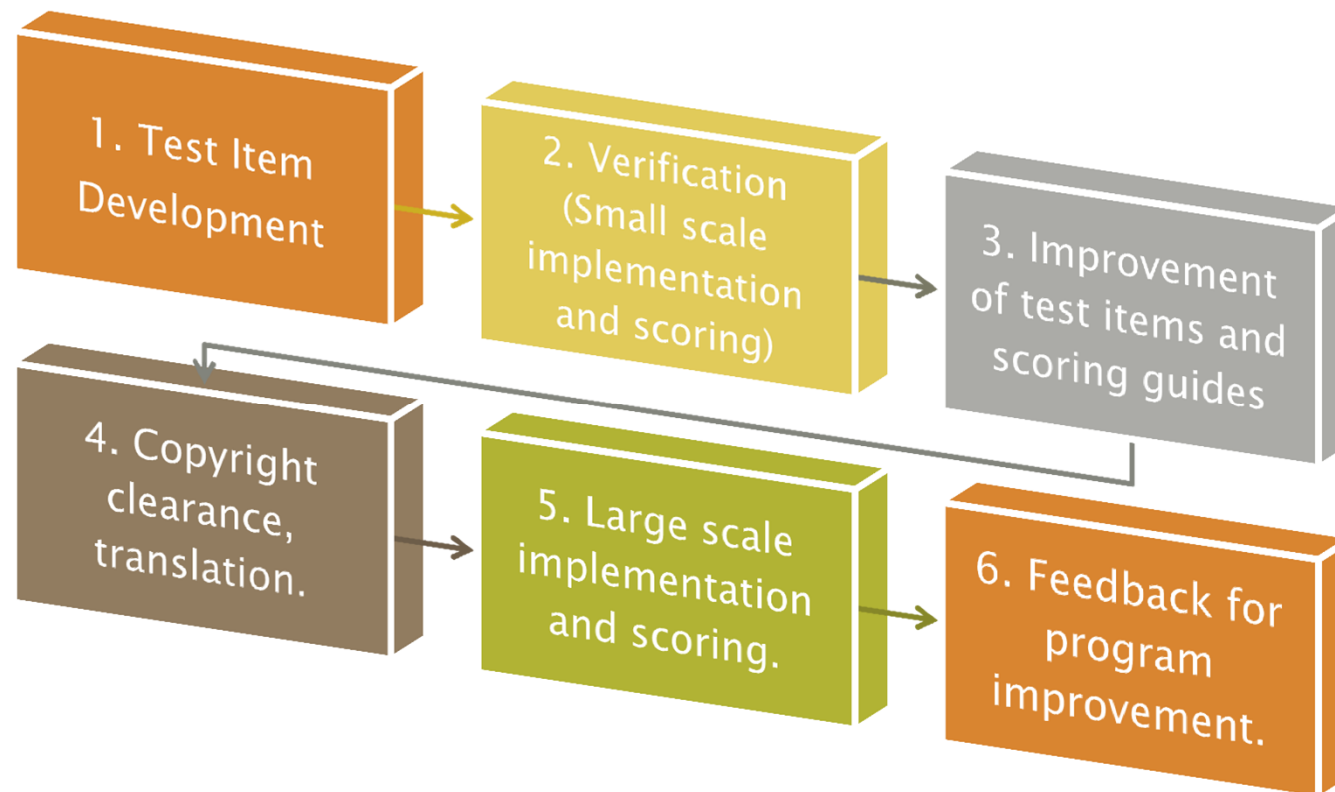 1. Test Item
Development
2. Verification
(Small scale
implementation
and scoring)
3. Improvement
of test items and
scoring guides
4. Copyright
clearance,
translation.
5. Large scale
implementation
and scoring.
6. Feedback for
program
improvement.